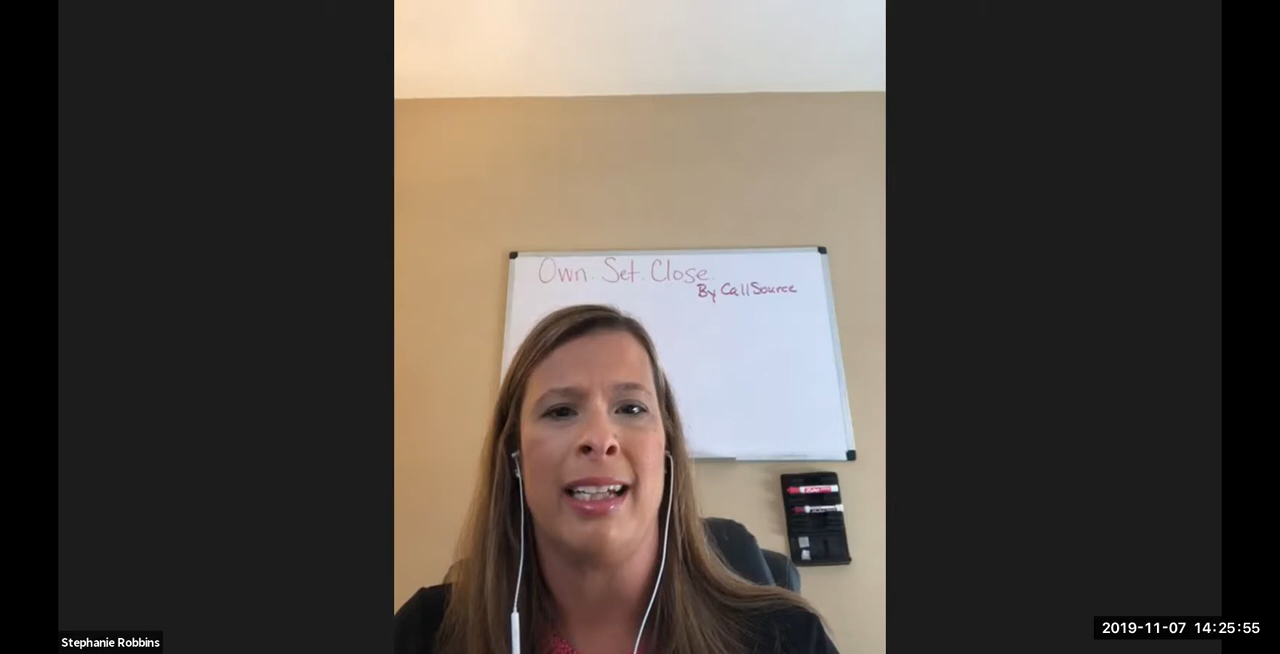 Own. Set. Close.
By CallSource
Stephanie Robbins
2019-11-07 14:25:55